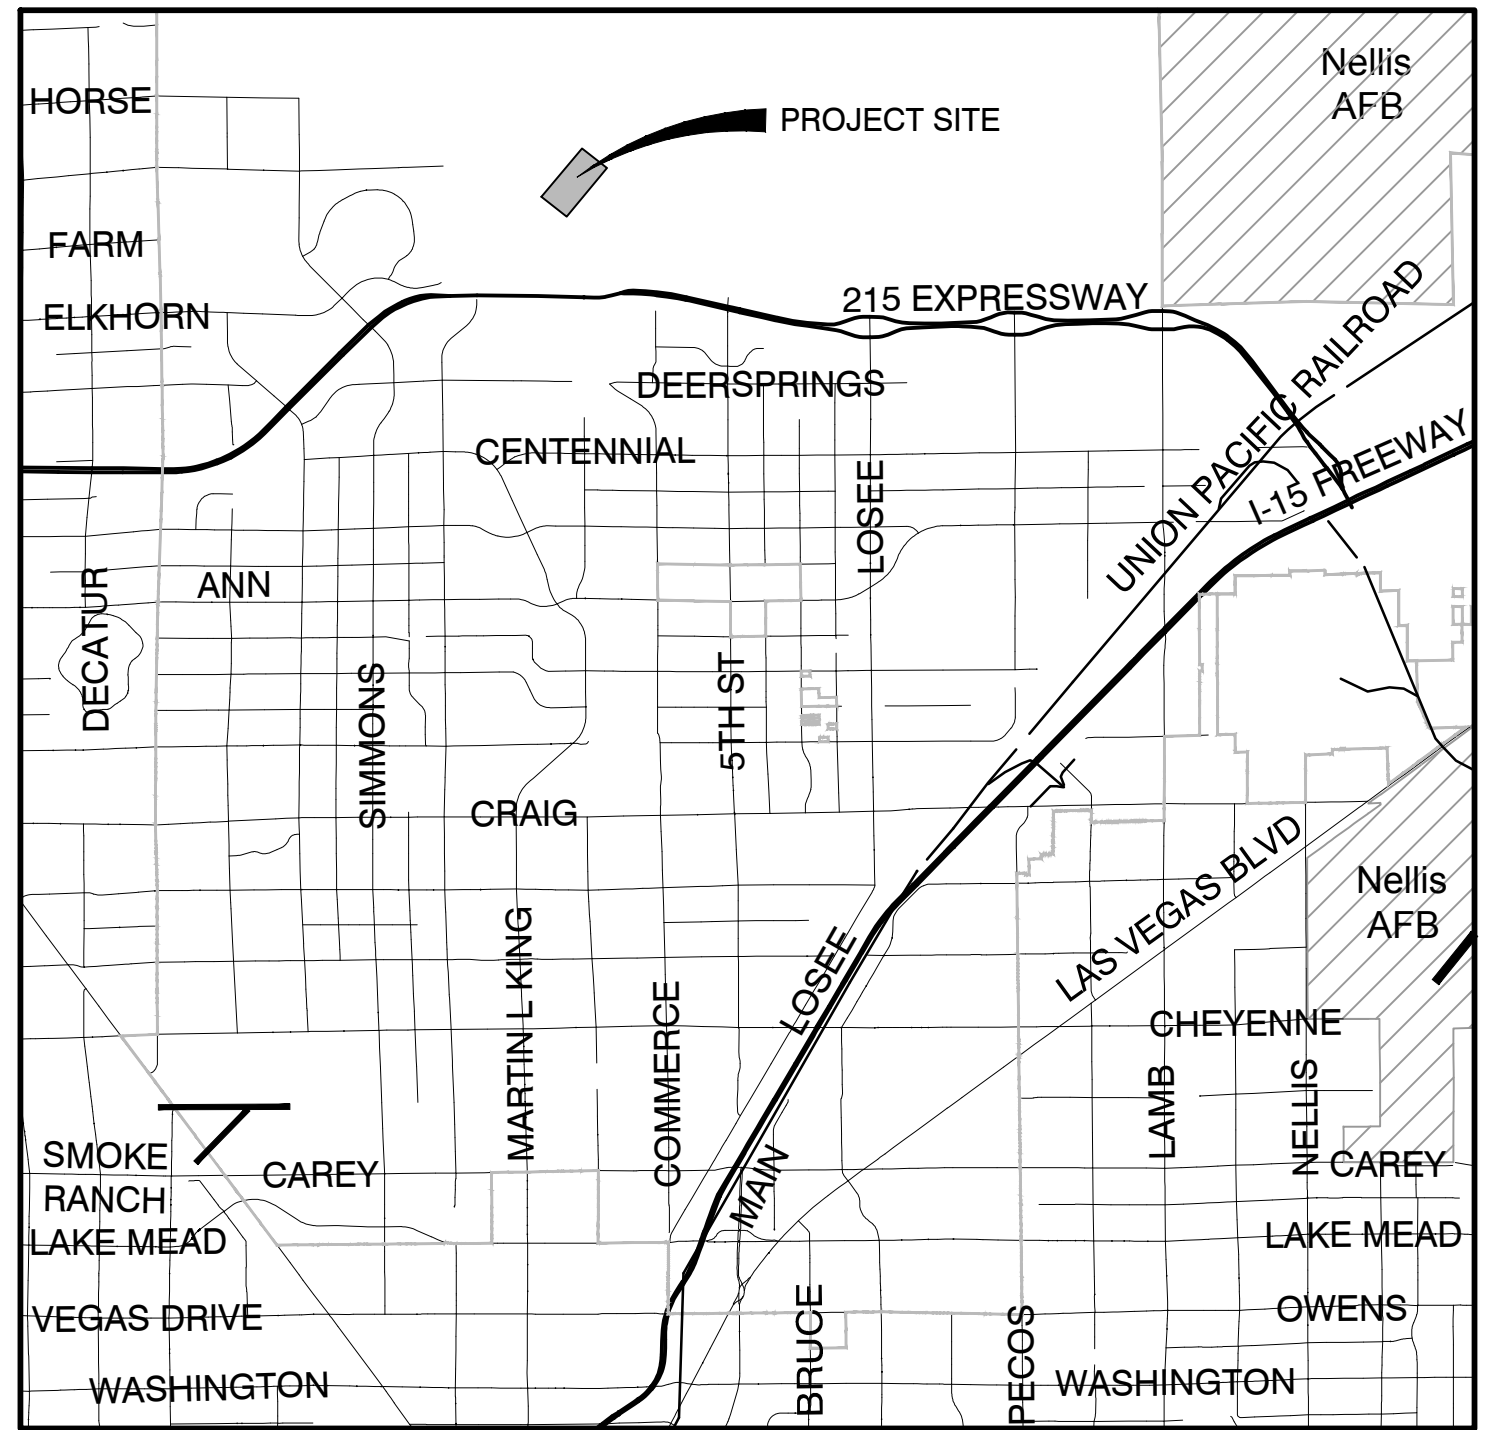 Nellis
AFB
HORSE
PROJECT SITE
FARM
ELKHORN
215 EXPRESSWAY
UNION PACIFIC RAILROAD
DEERSPRINGS
CENTENNIAL
I-15 FREEWAY
LOSEE
ANN
DECATUR
SIMMONS
5TH ST
CRAIG
LAS VEGAS BLVD
Nellis
AFB
MARTIN L KING
LOSEE
COMMERCE
CHEYENNE
LAMB
NELLIS
SMOKE
RANCH
CAREY
MAIN
CAREY
LAKE MEAD
LAKE MEAD
VEGAS DRIVE
BRUCE
PECOS
OWENS
WASHINGTON
WASHINGTON